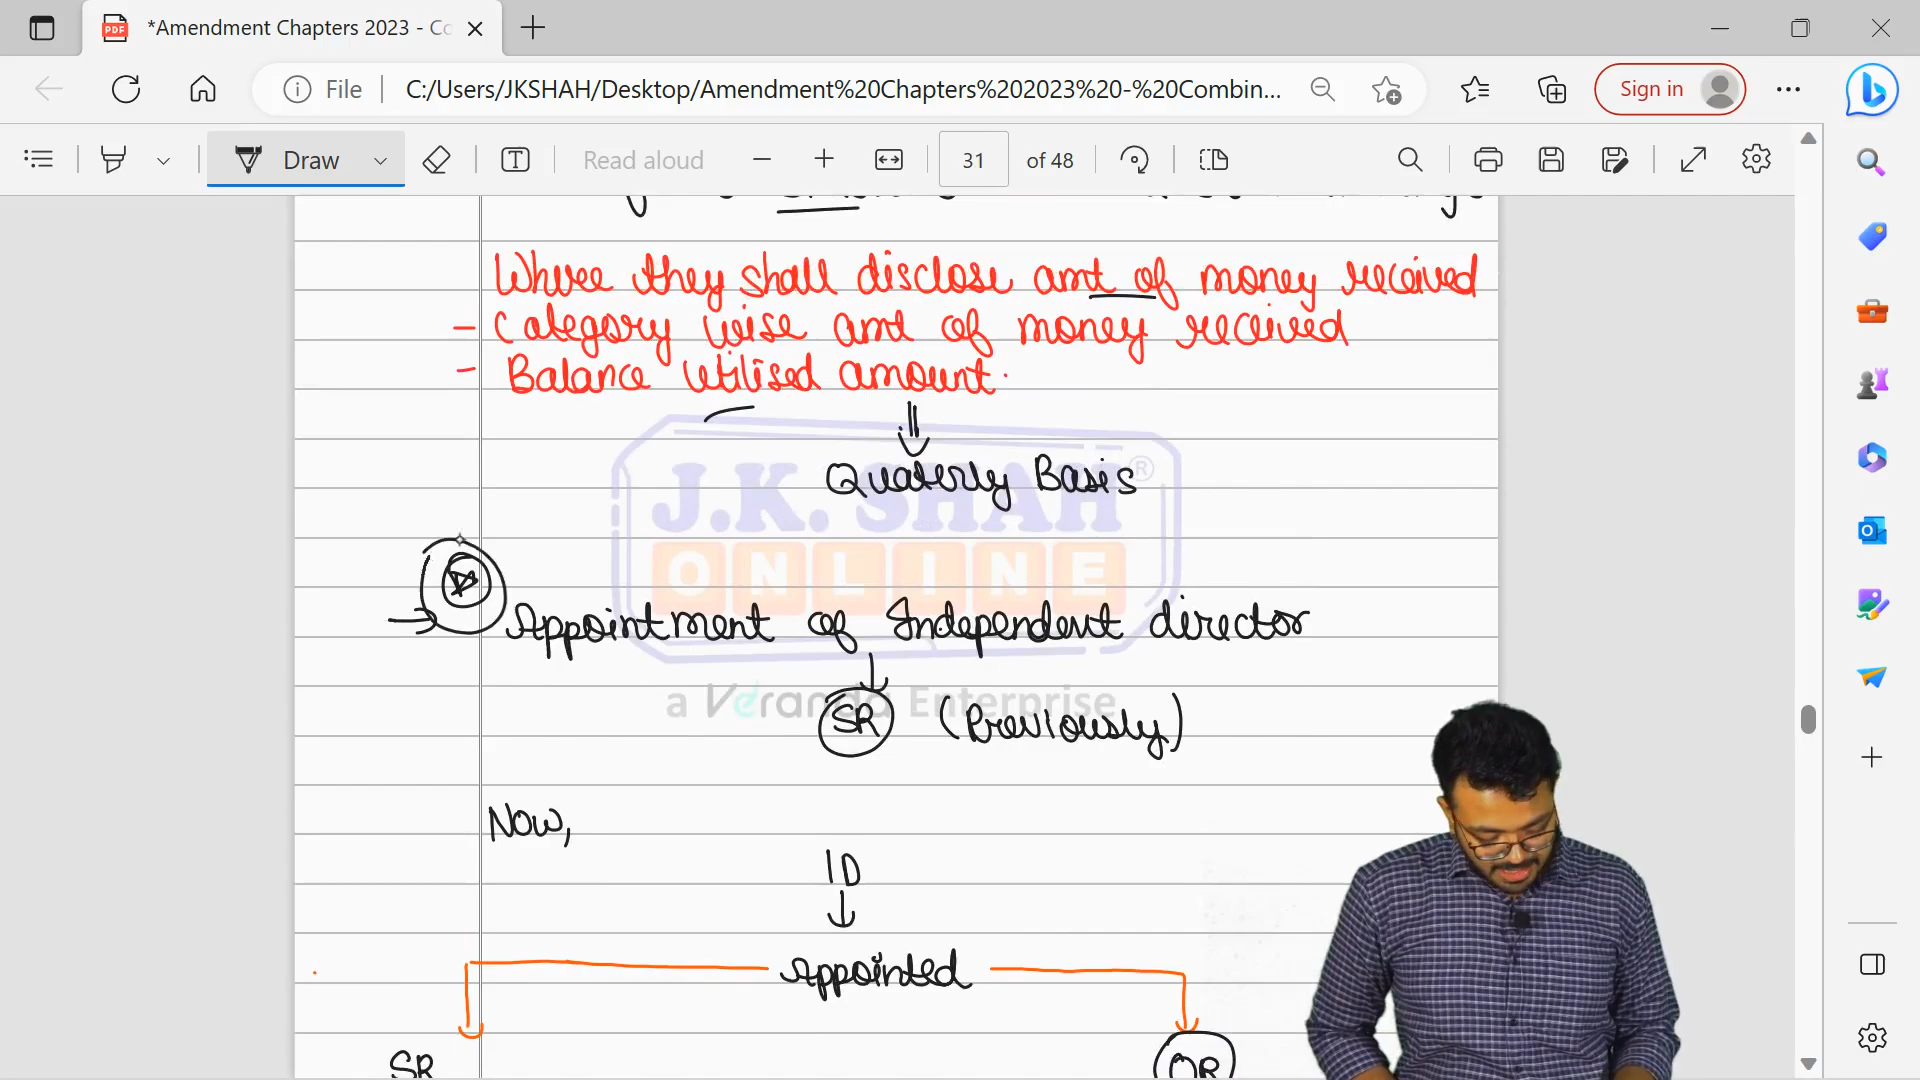 *Amendment Chapters 2023 - Co
File
C:/Users/JKSHAH/Desktop/Amendment%20Chapters%202023%20-%20Combin...
Sign in
Draw
Read aloud
31
of 48
Where they shall disclose amt of money received
- Category wise amt of money received
- Balance utilised amount.
Quaterly Basis
J.K. SHAH®
ONLINE
Appointment of Independent director
a Veranda Enterprise
SR (Previously)
Now,
ID
Appointed
SR
OR